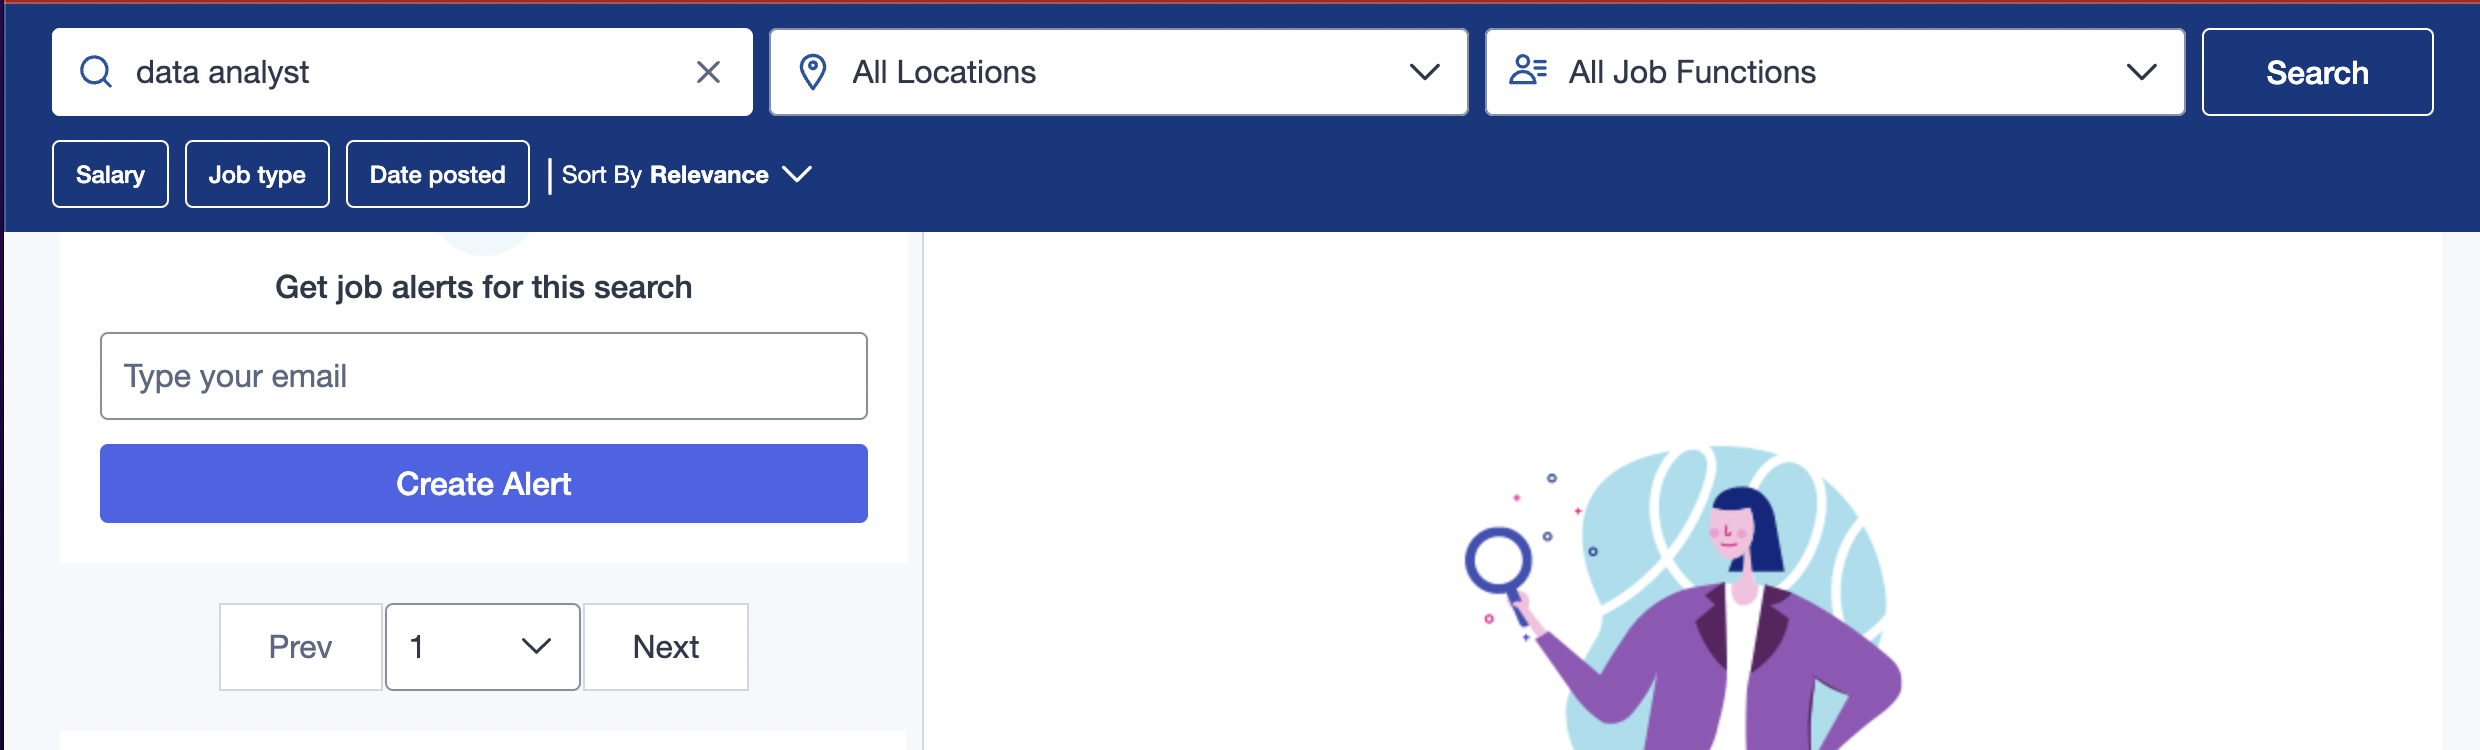 data analyst
All Locations
All Job Functions
Search
Salary
Job type
Date posted
Sort By Relevance
Get job alerts for this search
Type your email
Create Alert
Prev
1
Next